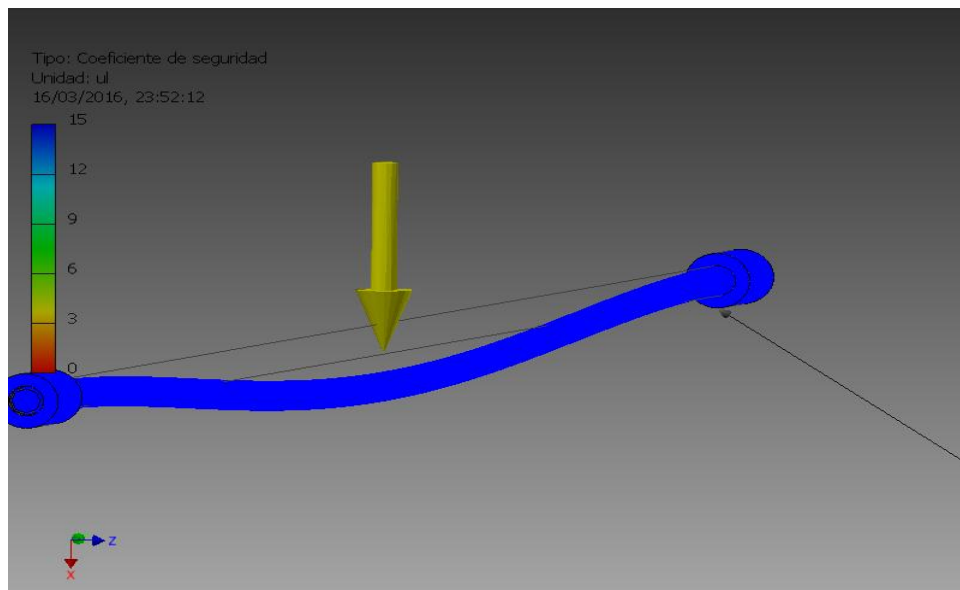 Tipo: Coeficiente de seguridad
Unidad: ul
16/03/2016, 23:52:12
15
12
9
6
3
0
z
x